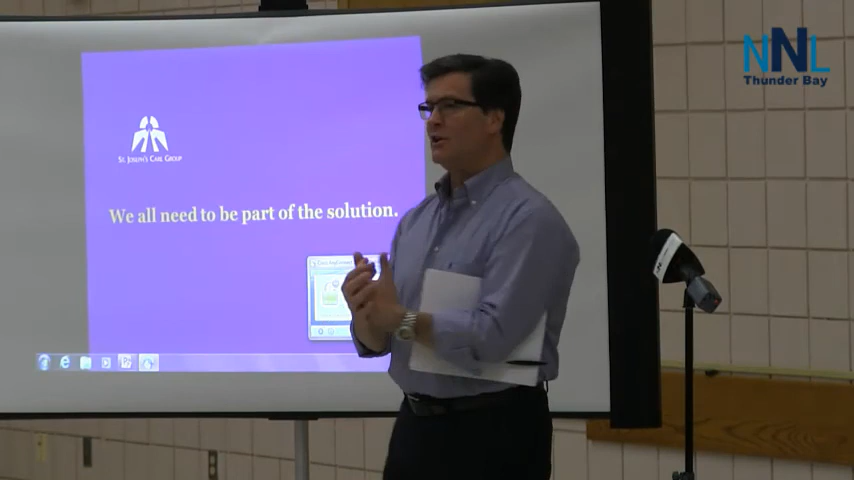 NNL
Thunder Bay
St. Joseph's Care Group
We all need to be part of the solution.